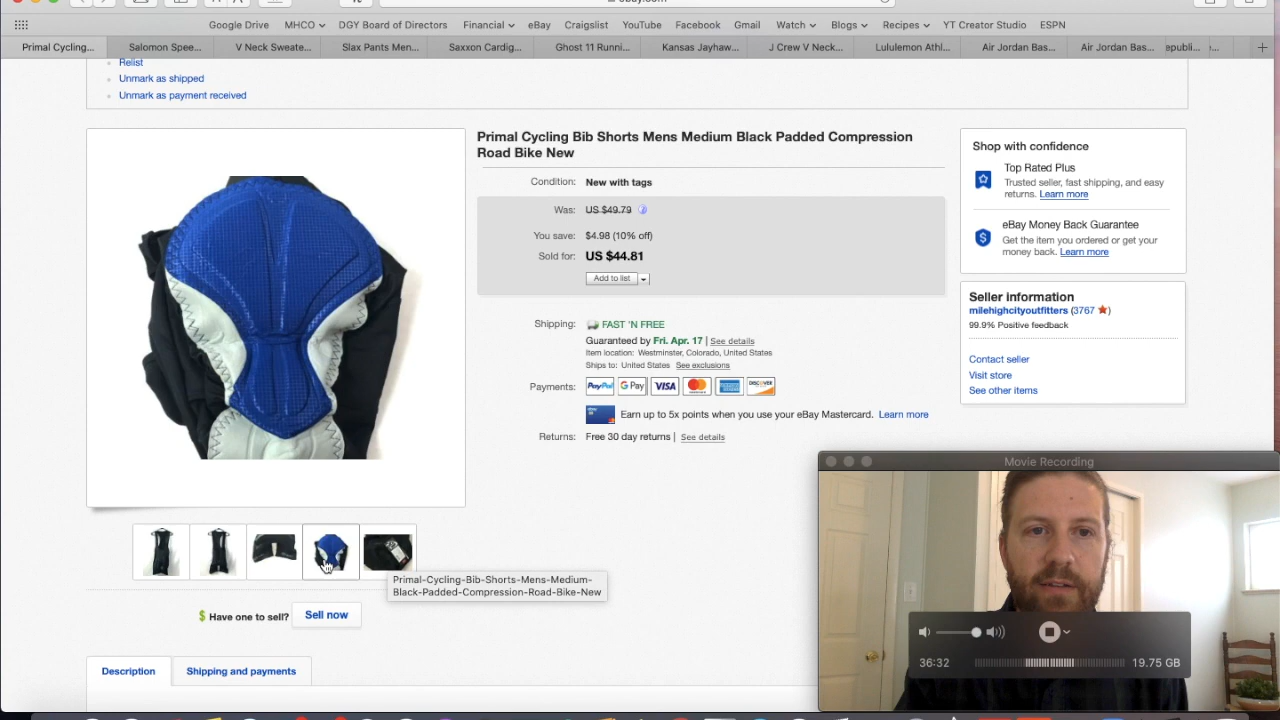 ebay.com
Google Drive MHCO DGY Board of Directors Financial eBay Craigslist YouTube Facebook Gmail Watch Blogs Recipes YT Creator Studio ESPN
Primal Cycling... Salomon Spee... V Neck Sweate... Slax Pants Men... Saxxon Cardig... Ghost 11 Runni... Kansas Jayhaw... J Crew V Neck... Lululemon Athl... Air Jordan Bas... Air Jordan Bas... epubli...
Relist
Unmark as shipped
Unmark as payment received
Primal Cycling Bib Shorts Mens Medium Black Padded Compression
Road Bike New
Condition: New with tags
Was: US $49.79
You save: $4.98 (10% off)
Sold for: US $44.81
Add to list
Shipping: FAST 'N FREE
Guaranteed by Fri. Apr. 17 | See details
Item location: Westminster, Colorado, United States
Ships to: United States See exclusions
Payments: PayPal G Pay VISA MasterCard AMERICAN EXPRESS DISCOVER
Earn up to 5x points when you use your eBay Mastercard. Learn more
Returns: Free 30 day returns | See details
Shop with confidence
Top Rated Plus
Trusted seller, fast shipping, and easy
returns. Learn more
eBay Money Back Guarantee
Get the item you ordered or get your
money back. Learn more
Seller information
milehighcityoutfitters (3767)
99.9% Positive feedback
Contact seller
Visit store
See other items
Primal-Cycling-Bib-Shorts-Mens-Medium-
Black-Padded-Compression-Road-Bike-New
$ Have one to sell? Sell now
Description Shipping and payments
Movie Recording
36:32 19.75 GB